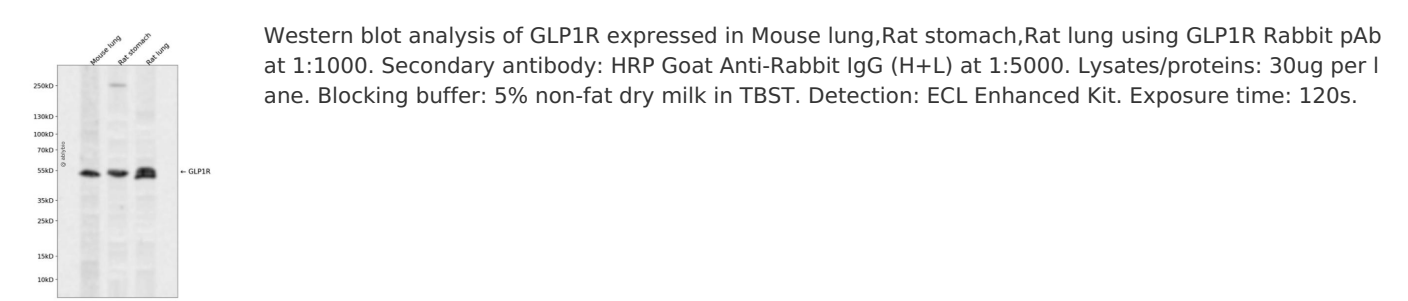 Mouse lung
Rat stomach
Rat lung
250kD
130kD
100kD
70kD
55kD
35kD
25kD
15kD
10kD
← GLP1R
Western blot analysis of GLP1R expressed in Mouse lung,Rat stomach,Rat lung using GLP1R Rabbit pAb
at 1:1000. Secondary antibody: HRP Goat Anti-Rabbit IgG (H+L) at 1:5000. Lysates/proteins: 30ug per l
ane. Blocking buffer: 5% non-fat dry milk in TBST. Detection: ECL Enhanced Kit. Exposure time: 120s.